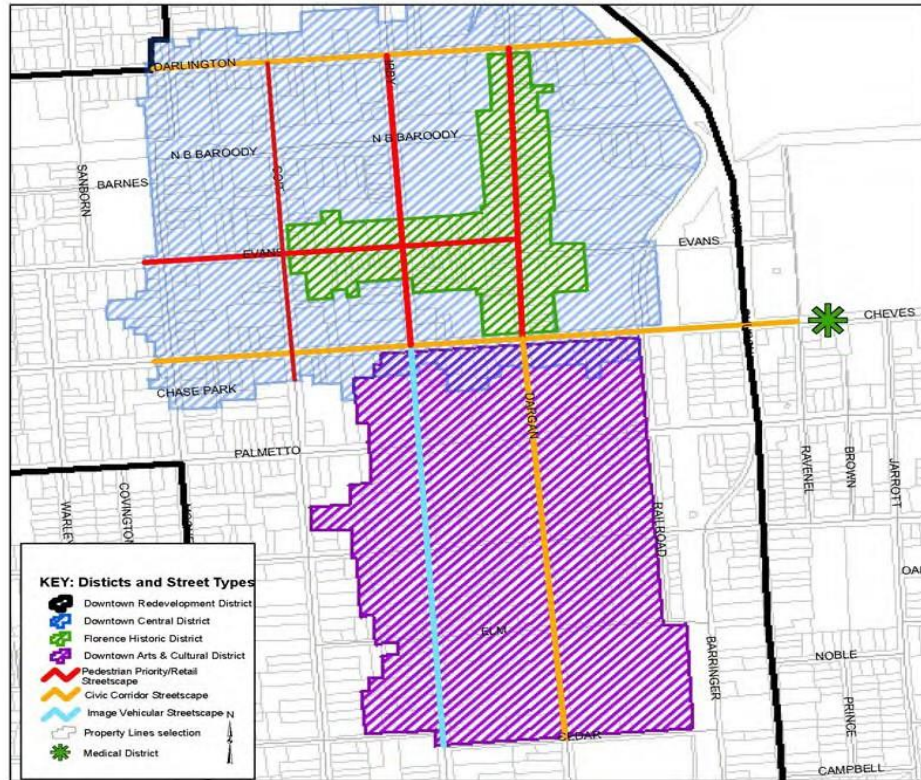 DARLINGTON
IRBY
N B BAROODY
N B BAROODY
COIT
SANBORN
BARNES
EVANS
EVANS
CHEVES
CHASE PARK
DARGAN
PALMETTO
RAVENEL
BROWN
JARROTT
WARLEY
COVINGTON
RAILROAD
ELM
BARRINGER
NOBLE
PRINCE
CEDAR
CAMPBELL
KEY: Disticts and Street Types
Downtown Redevelopment District
Downtown Central District
Florence Historic District
Downtown Arts & Cultural District
Pedestrian Priority/Retail
Streetscape
Civic Corridor Streetscape
Image Vehicular Streetscape
N
Property Lines selection
Medical District